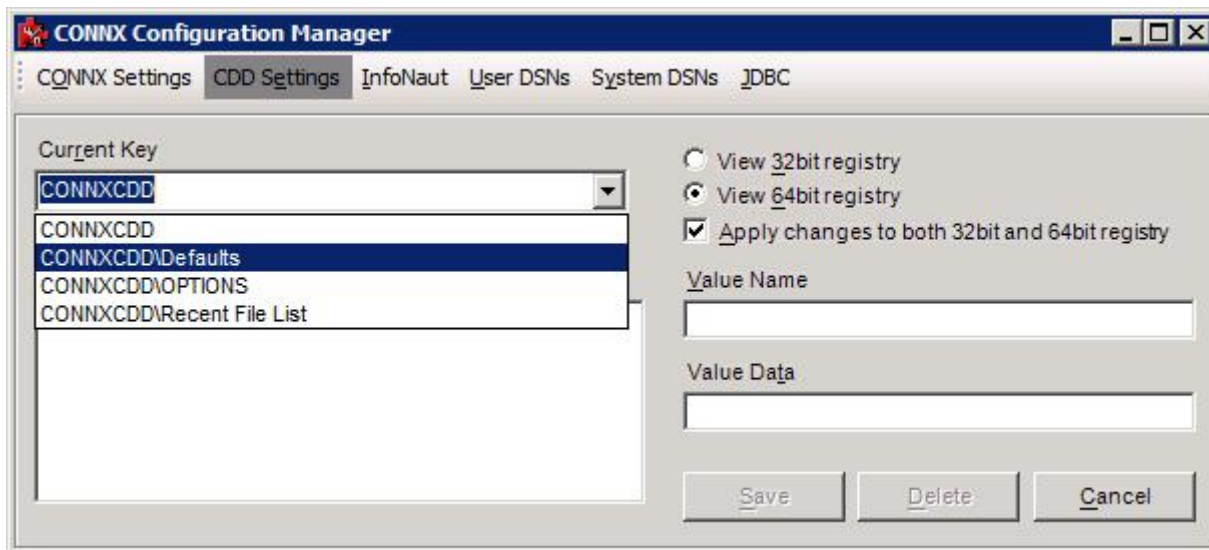 CONNX Configuration Manager
CONNX Settings CDD Settings InfoNaut User DSNs System DSNs JDBC
Current Key
CONNXCDD
CONNXCDD
CONNXCDD\Defaults
CONNXCDD\OPTIONS
CONNXCDD\Recent File List
View 32bit registry
View 64bit registry
Apply changes to both 32bit and 64bit registry
Value Name
Value Data
Save Delete Cancel